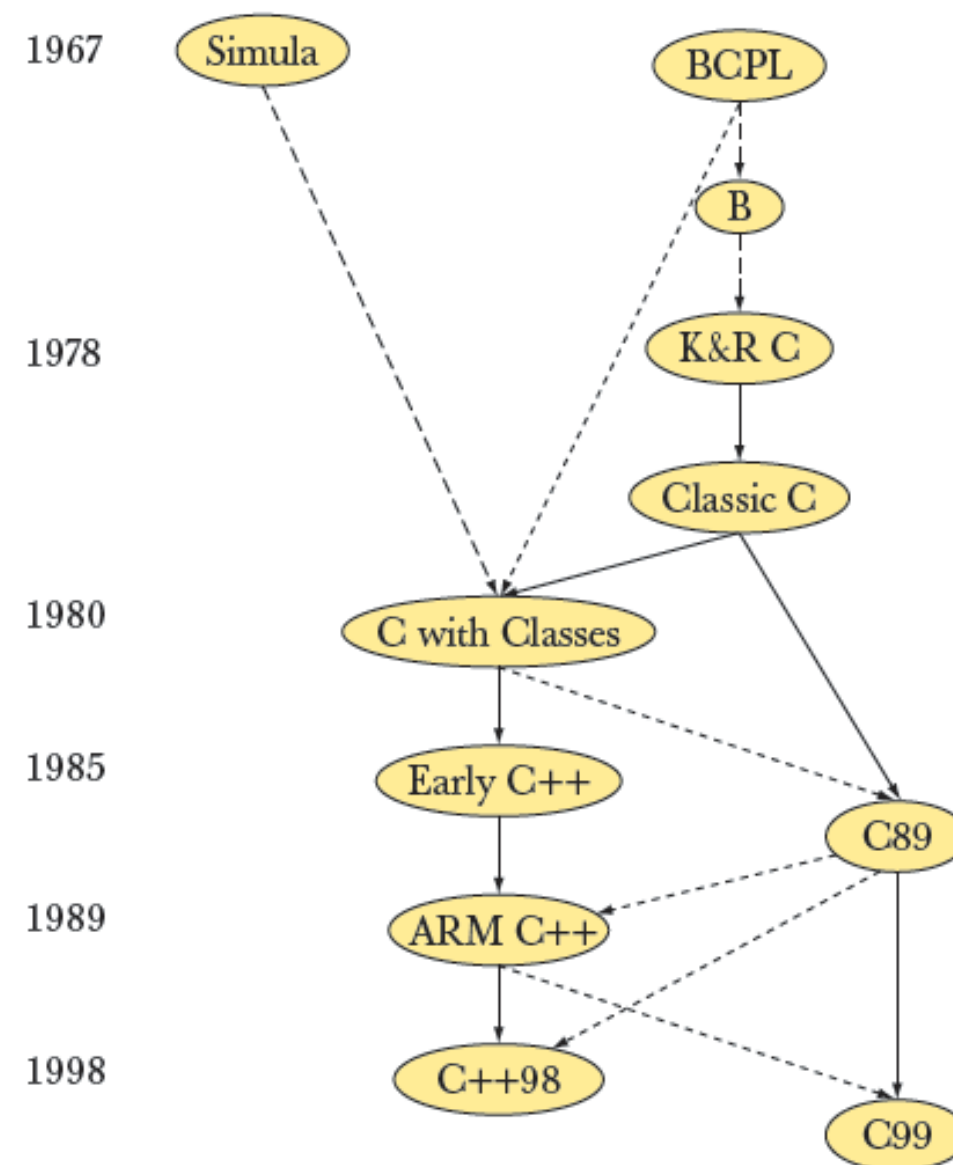 1967
Simula
BCPL
B
1978
K&R C
Classic C
1980
C with Classes
1985
Early C++
C89
1989
ARM C++
1998
C++98
C99